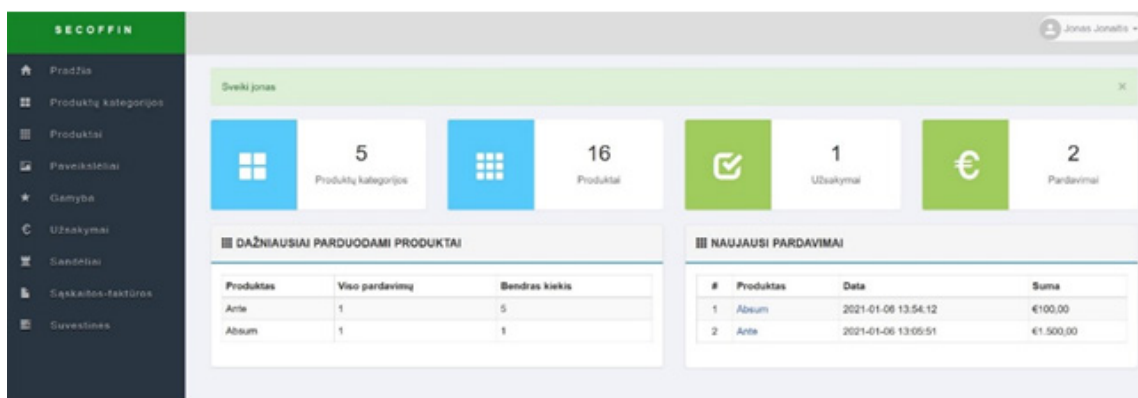 SECOFFIN
Jonas Jonaitis
Pradžia
Produktų kategorijos
Produktai
Paveikslėliai
Gamyba
Užsakymai
Sandėliai
Sąskaitos-faktūros
Suvestinės
Sveiki jonas
×
5
Produktų kategorijos
16
Produktai
1
Užsakymai
€
2
Pardavimai
DAŽNIAUSIAI PARDUODAMI PRODUKTAI
Produktas Viso pardavimų Bendras kiekis
Ante 1 5
Absum 1 1
NAUJAUSI PARDAVIMAI
# Produktas Data Suma
1 Absum 2021-01-06 13:54:12 €100,00
2 Ante 2021-01-06 13:05:51 €1.500,00